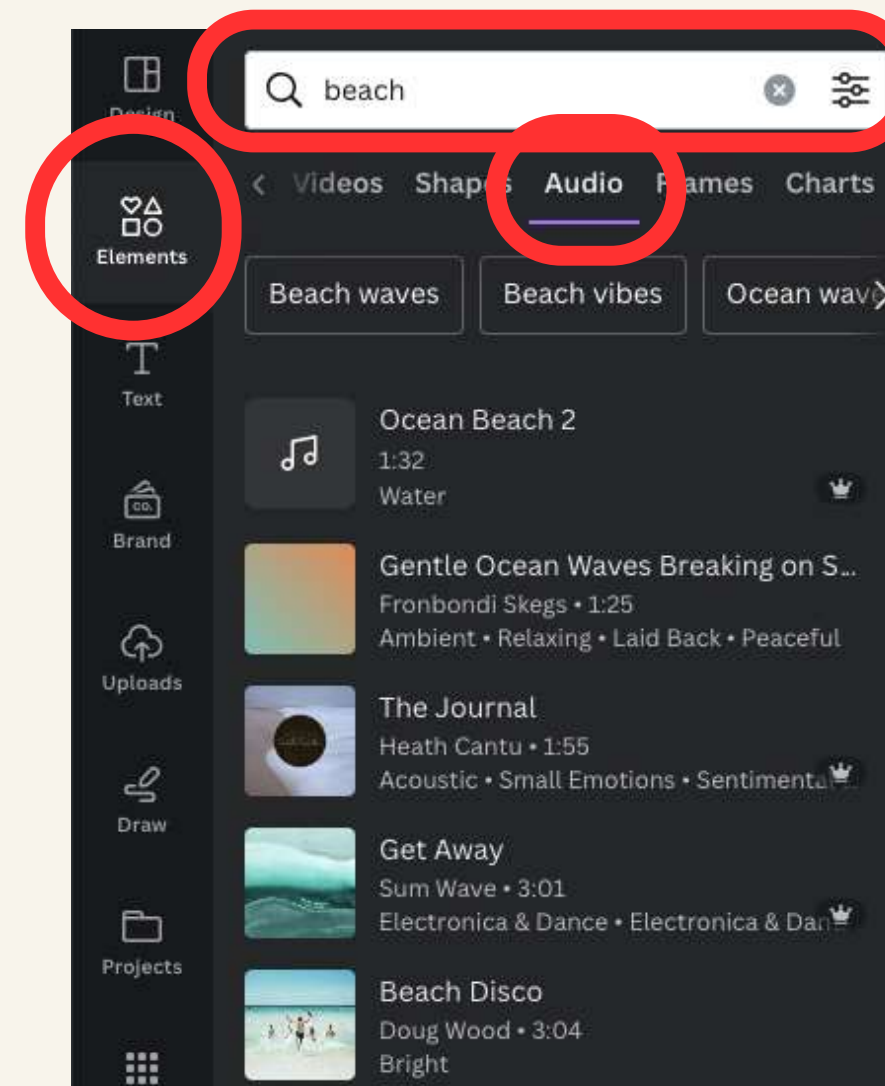 Design
beach
Elements
Videos Shapes Audio Frames Charts
Beach waves Beach vibes Ocean wav
Text
Ocean Beach 2
1:32
Water
Brand
CO.
Gentle Ocean Waves Breaking on S...
Fronbondi Skegs • 1:25
Ambient • Relaxing • Laid Back • Peaceful
Uploads
The Journal
Heath Cantu • 1:55
Acoustic • Small Emotions • Sentimenta
Draw
Get Away
Sum Wave • 3:01
Electronica & Dance • Electronica & Dan
Projects
Beach Disco
Doug Wood • 3:04
Bright